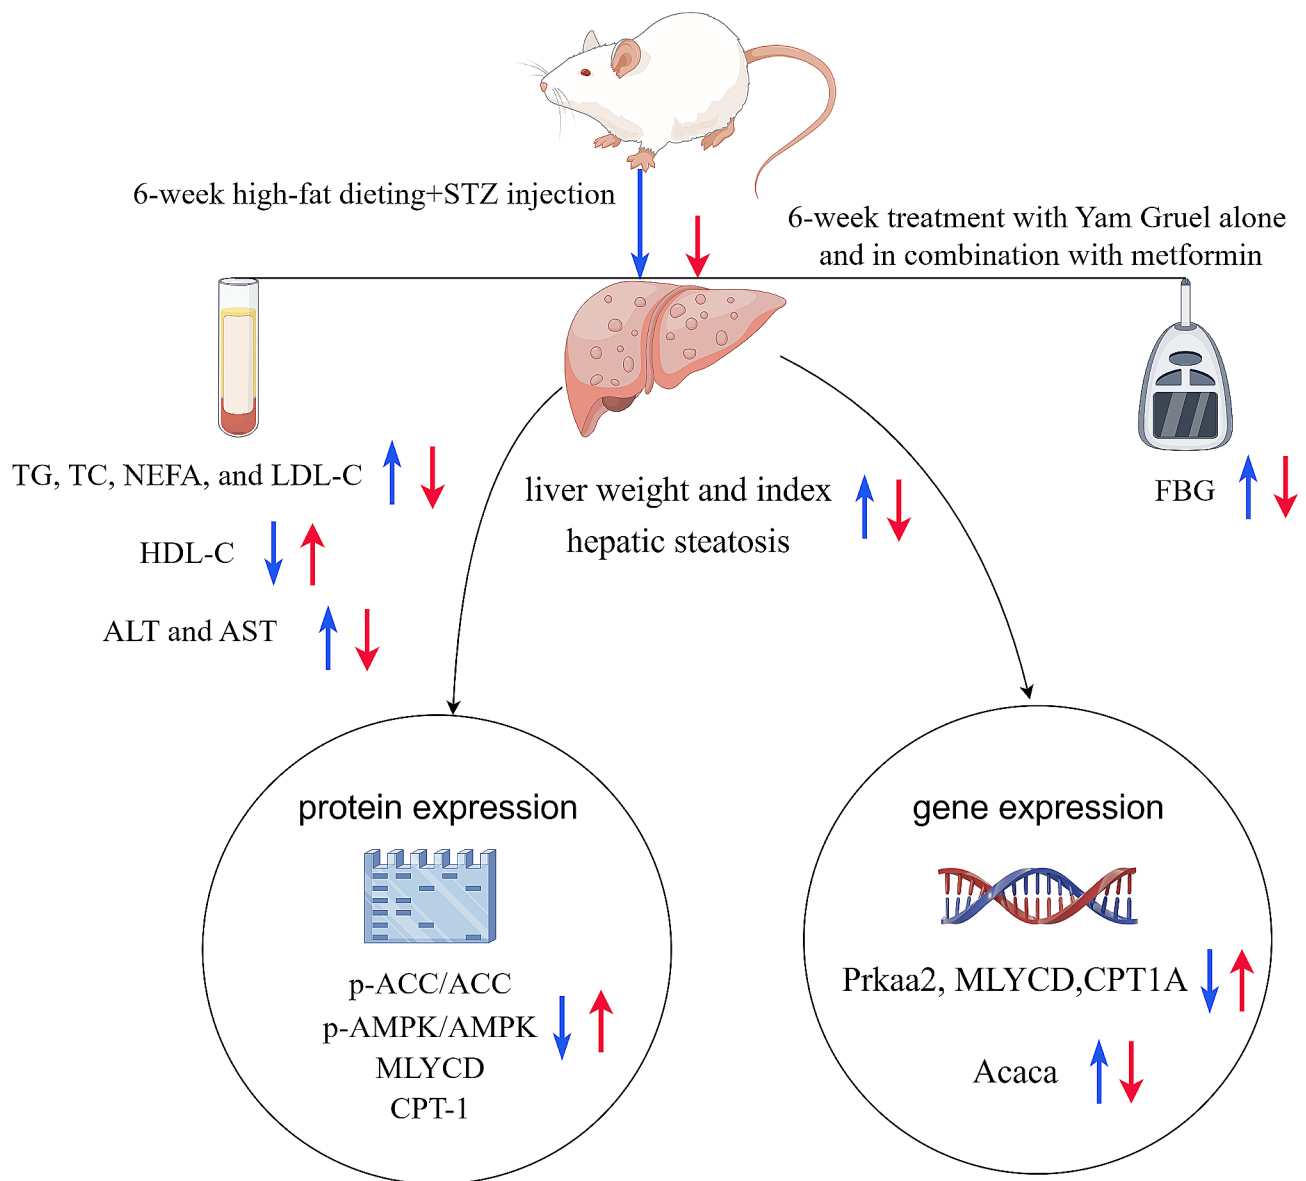 6-week high-fat dieting+STZ injection
6-week treatment with Yam Gruel alone
and in combination with metformin
TG, TC, NEFA, and LDL-C
HDL-C
ALT and AST
liver weight and index
hepatic steatosis
FBG
protein expression
p-ACC/ACC
p-AMPK/AMPK
MLYCD
CPT-1
gene expression
Prkaa2, MLYCD,CPT1A
Acaca